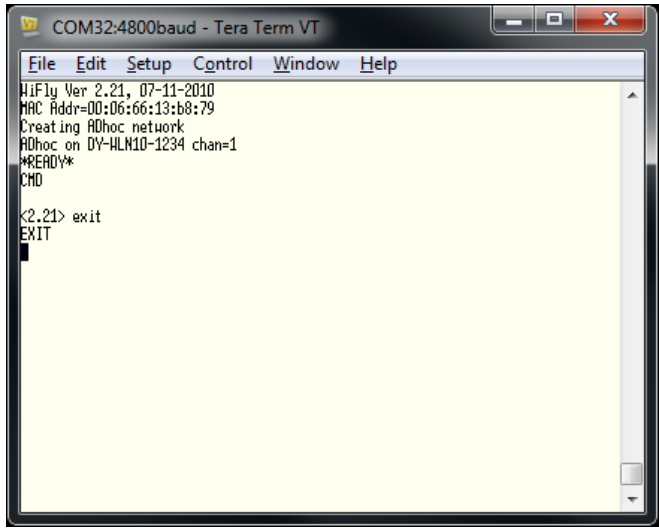 COM32:4800baud - Tera Term VT
File Edit Setup Control Window Help
WiFly Ver 2.21, 07-11-2010
MAC Addr=00:06:66:13:b8:79
Creating ADhoc network
ADhoc on DY-WLN10-1234 chan=1
*READY*
CMD
<2.21> exit
EXIT